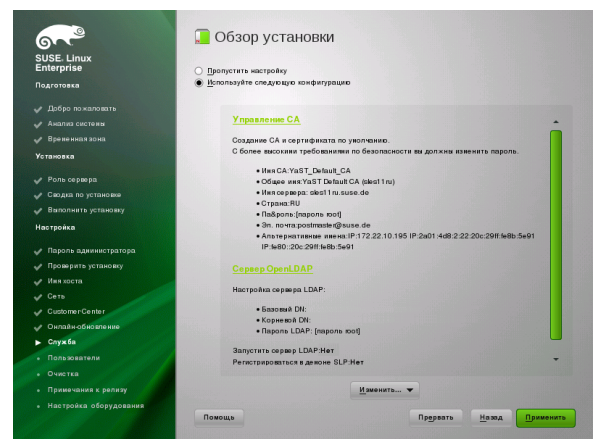 SUSE. Linux
Enterprise
Подготовка
Добро пожаловать
Анализ системы
Временная зона
Установка
Роль сервера
Сводка по установке
Выполнить установку
Настройка
Пароль администратора
Проверить установку
Имя хоста
Сеть
Customer Center
Онлайн-обновление
Служба
Пользователи
Очистка
Примечания к релизу
Настройка оборудования
Обзор установки
Пропустить настройку
Используйте следующую конфигурацию
Управление CA
Создание CA и сертификата по умолчанию.
С более высокими требованиями по безопасности вы должны изменить пароль.
• Имя CA:YaST_Default_CA
• Общее имя:YaST Default CA (sles11ru)
• Имя сервера: sles11ru.suse.de
• Страна:RU
• Па&роль:[пароль root]
• Эл. почта:postmaster@suse.de
• Альтернативные имена:IP:172.22.10.195 IP:2a01:4d8:2:22:20c:29ff:fe8b:5e91
IP:fe80::20c:29ff:fe8b:5e91
Сервер OpenLDAP
Настройка сервера LDAP:
• Базовый DN:
• Корневой DN:
• Пароль LDAP: [пароль root]
Запустить сервер LDAP:Нет
Регистрироваться в демоне SLP:Нет
Изменить...
Помощь
Прервать
Назад
Применить